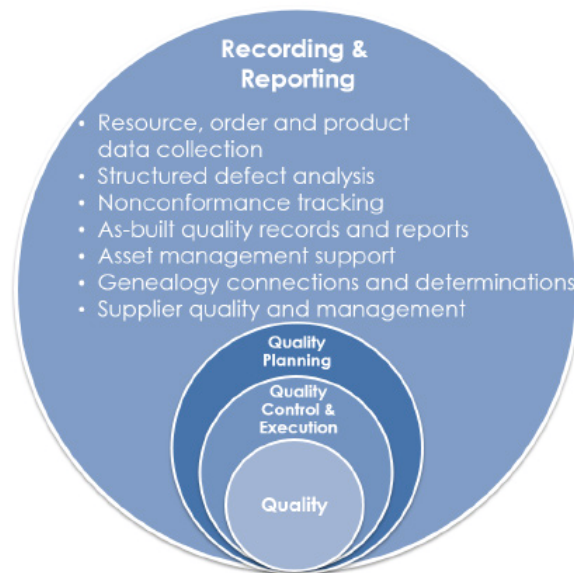 Recording &
Reporting
• Resource, order and product
data collection
• Structured defect analysis
• Nonconformance tracking
• As-built quality records and reports
• Asset management support
• Genealogy connections and determinations
• Supplier quality and management
Quality
Planning
Quality
Control &
Execution
Quality